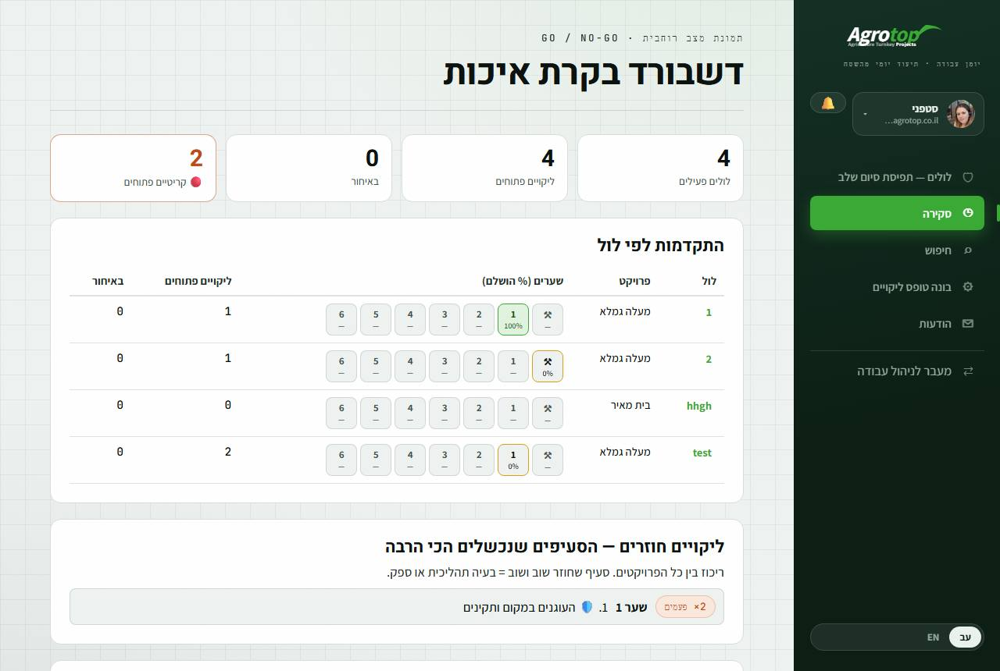 Agrotop
Agriculture Turnkey Projects
יומן עבודה · תיעוד יומי מהשטח
סטפני
agrotop.co.il...
לולים — תפיסת סיום שלב
סקירה
חיפוש
בונה טופס ליקויים
הודעות
מעבר לניהול עבודה
עב EN
תמונת מצב רוחבית · GO / NO-GO
דשבורד בקרת איכות
4
לולים פעילים
4
ליקויים פתוחים
0
באיחור
2
קריטיים פתוחים
התקדמות לפי לול
לול פרויקט שערים (% הושלם) ליקויים פתוחים באיחור
1 מעלה גמלא ⚒ — 1 100% 2 — 3 — 4 — 5 — 6 — 1 0
2 מעלה גמלא ⚒ 0% 1 — 2 — 3 — 4 — 5 — 6 — 1 0
hhgh בית מאיר ⚒ — 1 — 2 — 3 — 4 — 5 — 6 — 0 0
test מעלה גמלא ⚒ — 1 0% 2 — 3 — 4 — 5 — 6 — 2 0
ליקויים חוזרים — הסעיפים שנכשלים הכי הרבה
ריכוז בין כל הפרויקטים. סעיף שחוזר שוב ושוב = בעיה תהליכית או ספק.
×2 פעמים שער 1 1. העוגנים במקום ותקינים